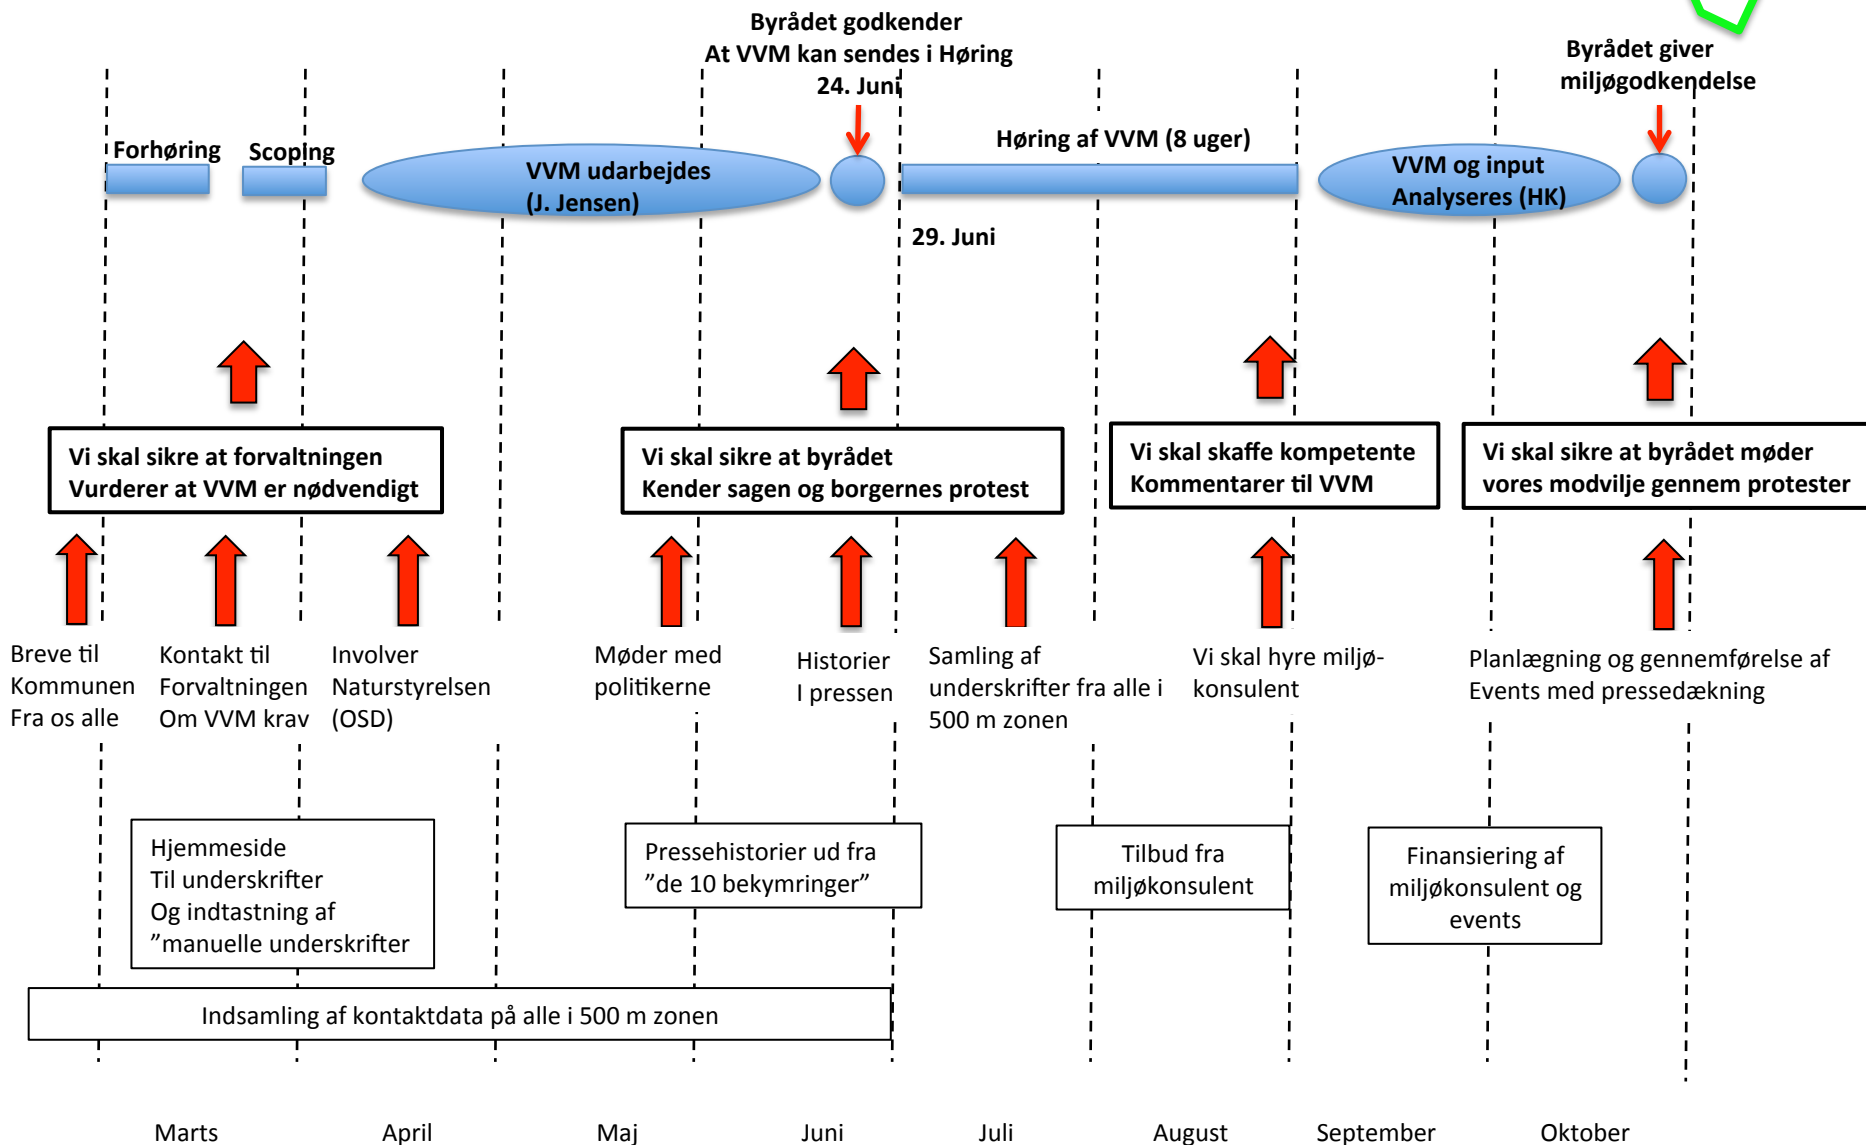 Byrådet godkender
At VVM kan sendes i Høring
24. Juni
Byrådet giver
miljøgodkendelse
Forhøring
Scoping
VVM udarbejdes
(J. Jensen)
Høring af VVM (8 uger)
VVM og input
Analyseres (HK)
29. Juni
Vi skal sikre at forvaltningen
Vurderer at VVM er nødvendigt
Vi skal sikre at byrådet
Kender sagen og borgernes protest
Vi skal skaffe kompetente
Kommentarer til VVM
Vi skal sikre at byrådet møder
vores modvilje gennem protester
Breve til
Kommunen
Fra os alle
Kontakt til
Forvaltningen
Om VVM krav
Involver
Naturstyrelsen
(OSD)
Møder med
politikerne
Historier
I pressen
Samling af
underskrifter fra alle i
500 m zonen
Vi skal hyre miljø-
konsulent
Planlægning og gennemførelse af
Events med pressedækning
Hjemmeside
Til underskrifter
Og indtastning af
”manuelle underskrifter
Pressehistorier ud fra
”de 10 bekymringer”
Tilbud fra
miljøkonsulent
Finansiering af
miljøkonsulent og
events
Indsamling af kontaktdata på alle i 500 m zonen
Marts
April
Maj
Juni
Juli
August
September
Oktober